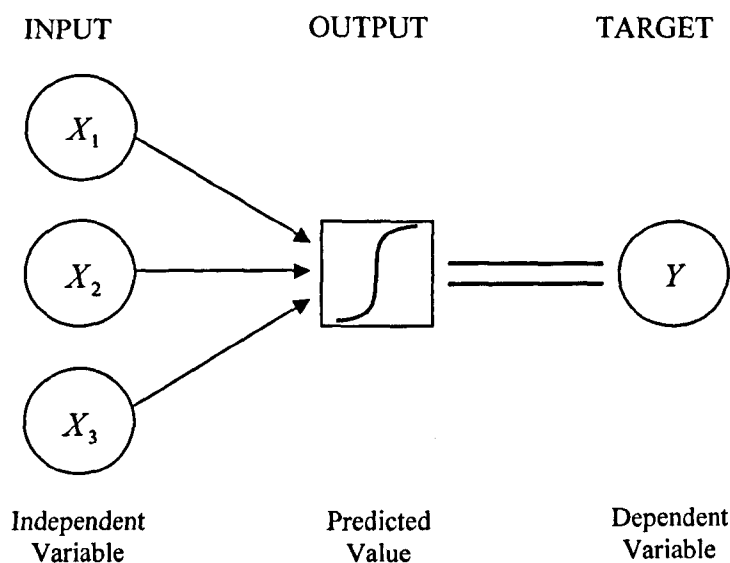 INPUT OUTPUT TARGET
X₁
X₂
X₃
Y
Independent Variable
Predicted Value
Dependent Variable